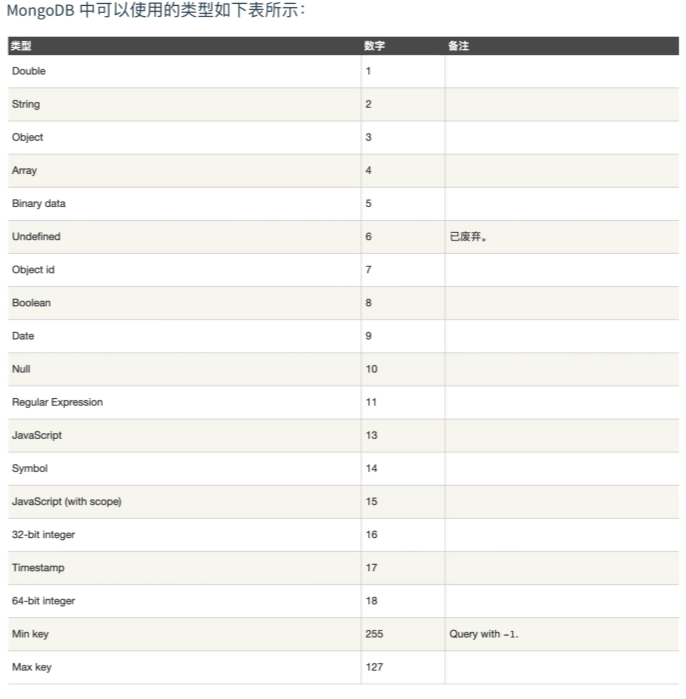 MongoDB 中可以使用的类型如下表所示：
类型 数字 备注
Double 1
String 2
Object 3
Array 4
Binary data 5
Undefined 6 已废弃。
Object id 7
Boolean 8
Date 9
Null 10
Regular Expression 11
JavaScript 13
Symbol 14
JavaScript (with scope) 15
32-bit integer 16
Timestamp 17
64-bit integer 18
Min key 255 Query with -1.
Max key 127